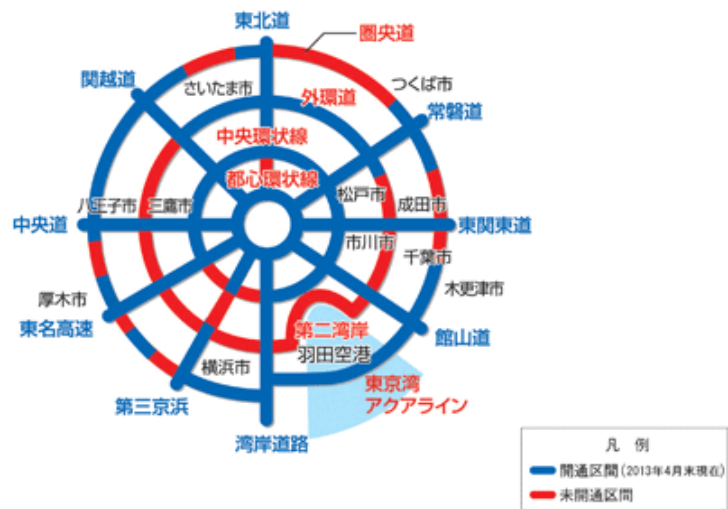 東北道
圏央道
関越道
さいたま市
つくば市
外環道
常磐道
中央環状線
都心環状線
松戸市
八王子市
三鷹市
成田市
中央道
東関東道
市川市
千葉市
木更津市
厚木市
東名高速
第二湾岸
館山道
羽田空港
横浜市
東京湾
アクアライン
第三京浜
湾岸道路
凡 例
開通区間(2013年4月末現在)
未開通区間